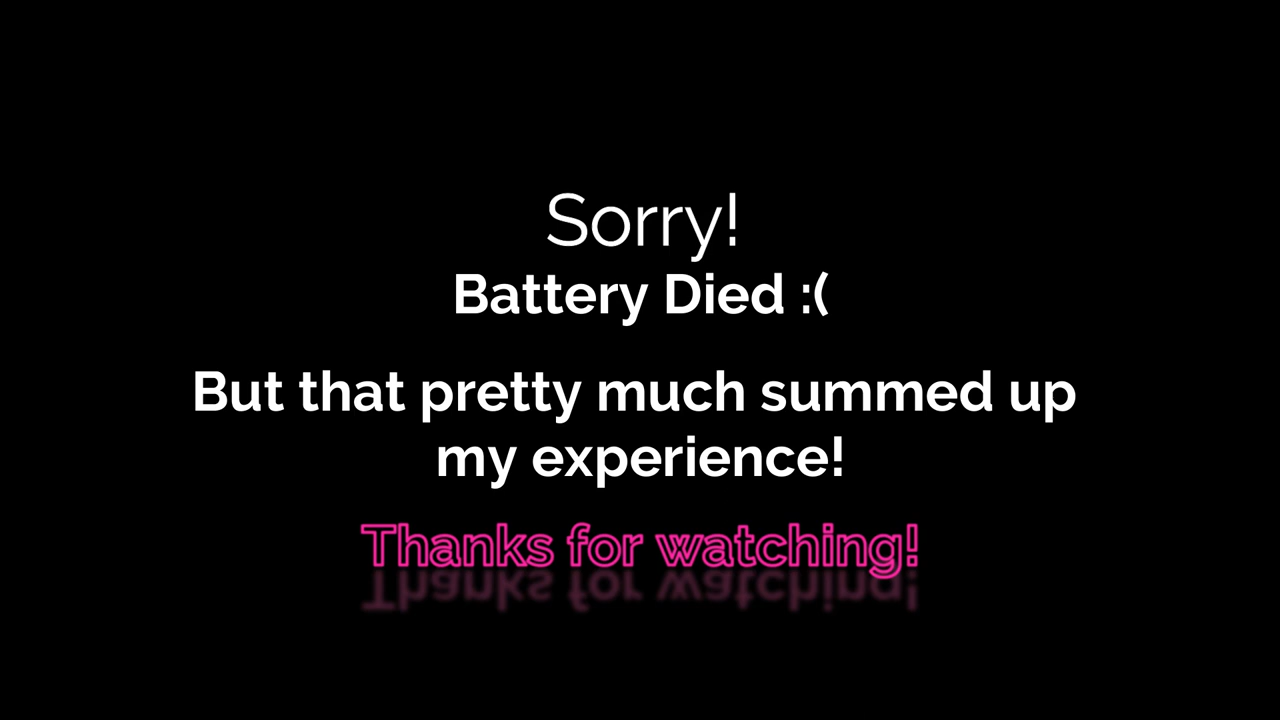 Sorry!
Battery Died :(
But that pretty much summed up
my experience!
Thanks for watching!